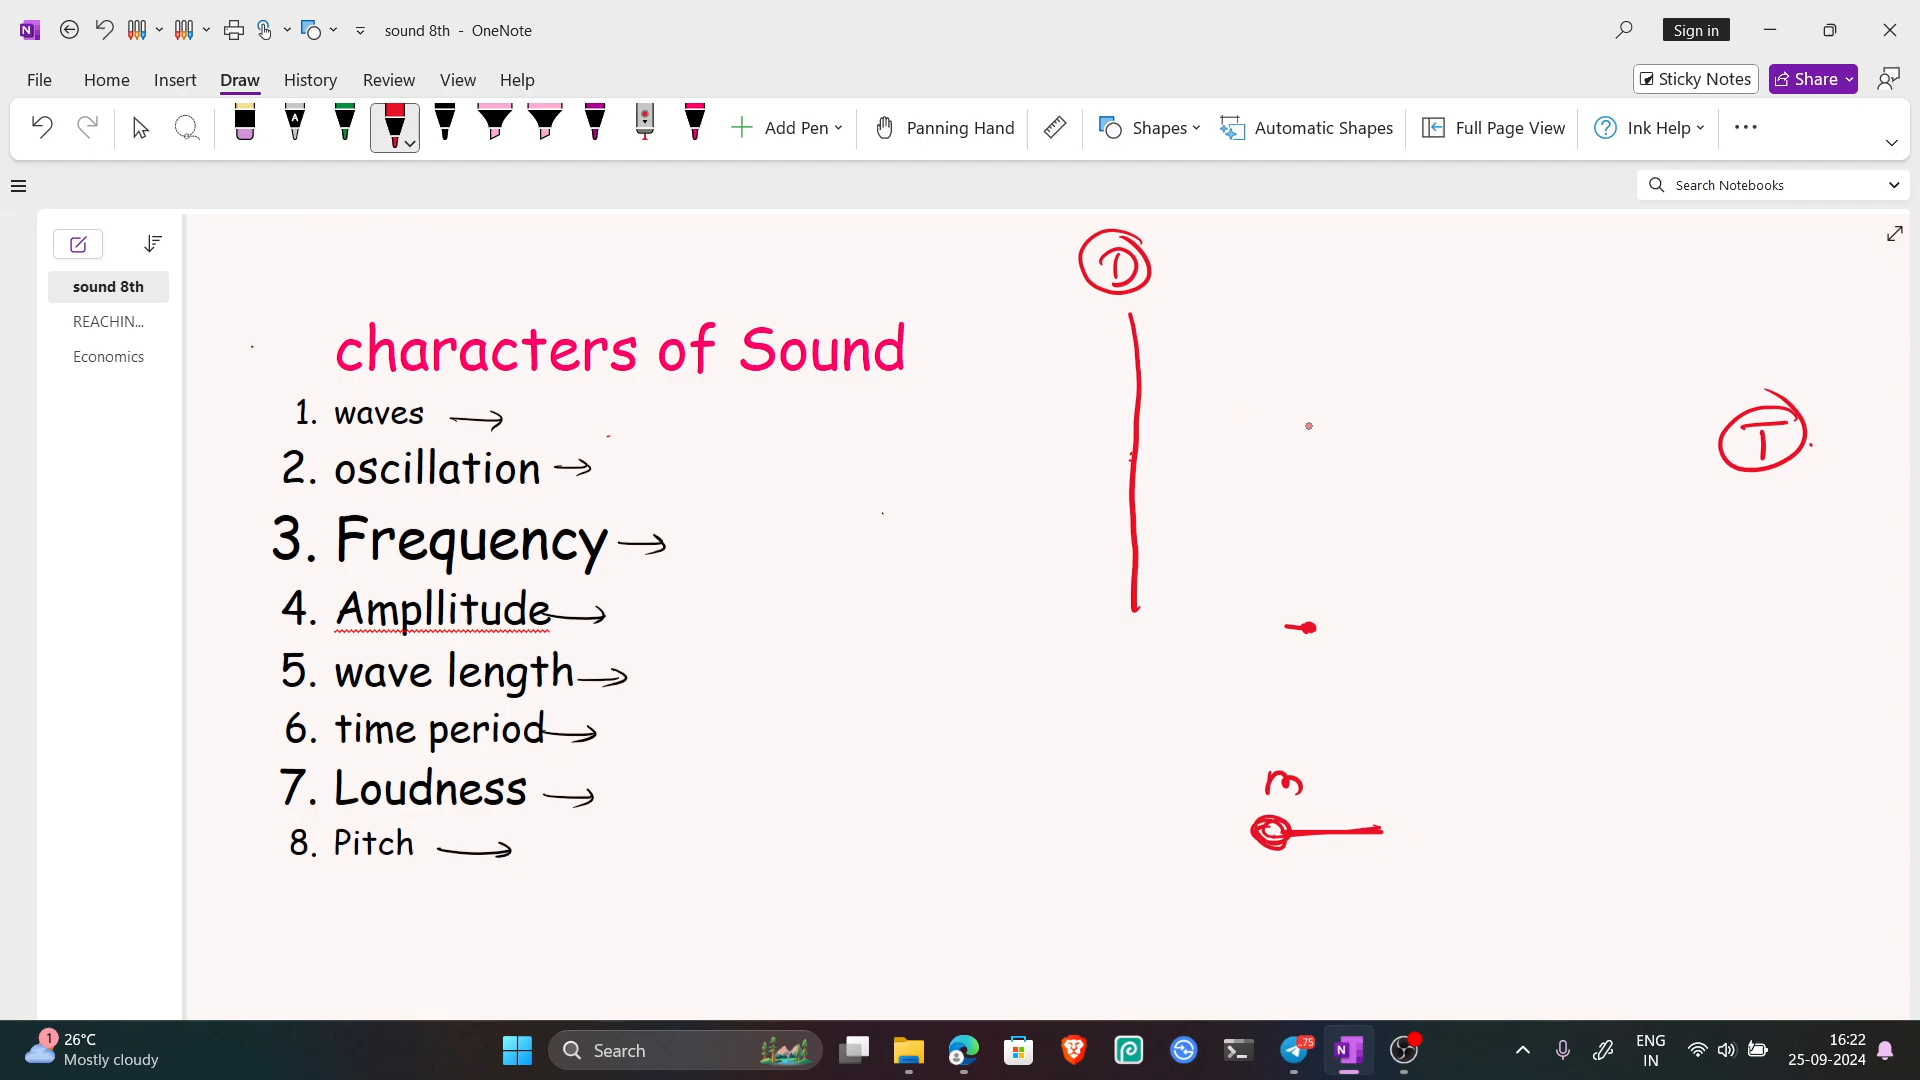 sound 8th - OneNote
Sign in
File Home Insert Draw History Review View Help
Sticky Notes Share
A
Add Pen Panning Hand Shapes Automatic Shapes Full Page View Ink Help
Search Notebooks
sound 8th
REACHIN...
Economics
D
T
characters of Sound
1. waves
2. oscillation
3. Frequency
4. Ampllitude
5. wave length
6. time period
7. Loudness
8. Pitch
m
1
26°C
Mostly cloudy
Search
.75
ENG
IN
16:22
25-09-2024